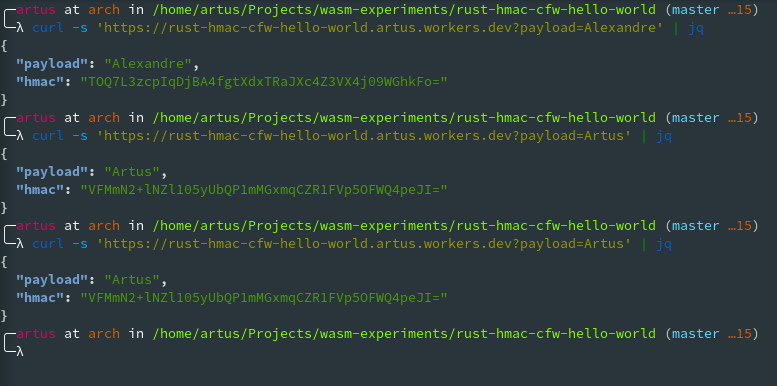 artus at arch in /home/artus/Projects/wasm-experiments/rust-hmac-cfw-hello-world (master …15)
λ curl -s 'https://rust-hmac-cfw-hello-world.artus.workers.dev?payload=Alexandre' | jq
{
"payload": "Alexandre",
"hmac": "TOQ7L3zcpIqDjBA4fgtXdxTRaJXc4Z3VX4j09WGhkFo="
}
artus at arch in /home/artus/Projects/wasm-experiments/rust-hmac-cfw-hello-world (master …15)
λ curl -s 'https://rust-hmac-cfw-hello-world.artus.workers.dev?payload=Artus' | jq
{
"payload": "Artus",
"hmac": "VFMmN2+lNZl105yUbQP1mMGxmqCZR1FVp5OFWQ4peJI="
}
artus at arch in /home/artus/Projects/wasm-experiments/rust-hmac-cfw-hello-world (master …15)
λ curl -s 'https://rust-hmac-cfw-hello-world.artus.workers.dev?payload=Artus' | jq
{
"payload": "Artus",
"hmac": "VFMmN2+lNZl105yUbQP1mMGxmqCZR1FVp5OFWQ4peJI="
}
artus at arch in /home/artus/Projects/wasm-experiments/rust-hmac-cfw-hello-world (master …15)
λ